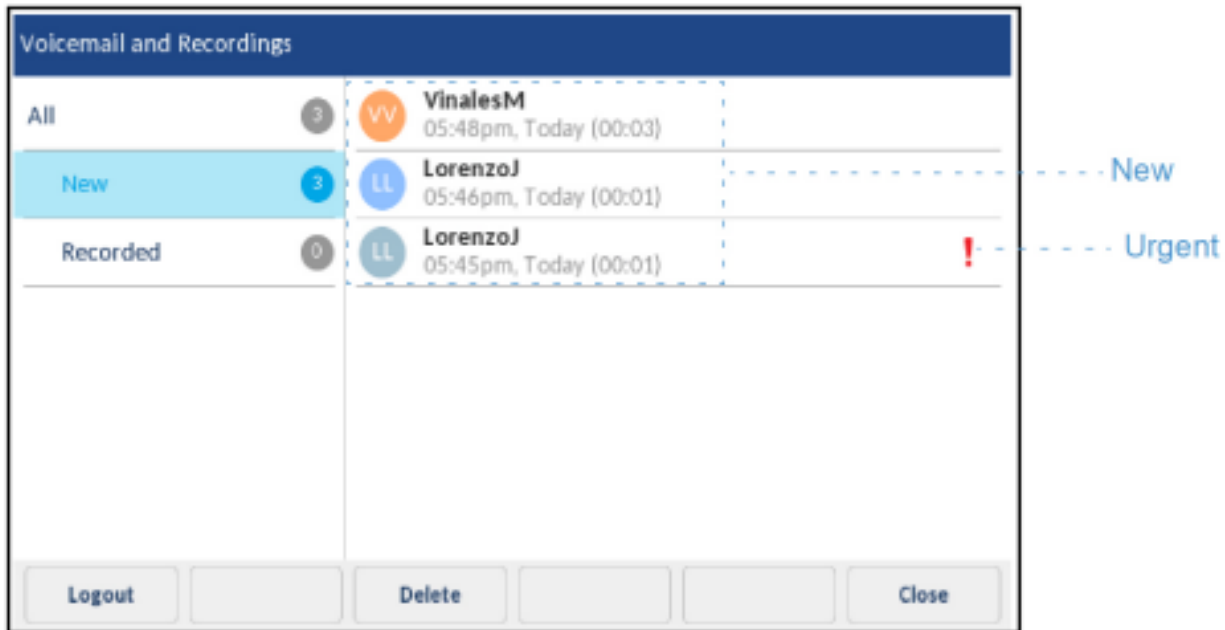 Voicemail and Recordings
All 3
New 3
Recorded 0
VV VinalesM
05:48pm, Today (00:03)
LL LorenzoJ
05:46pm, Today (00:01)
LL LorenzoJ
05:45pm, Today (00:01) !
New
Urgent
Logout Delete Close